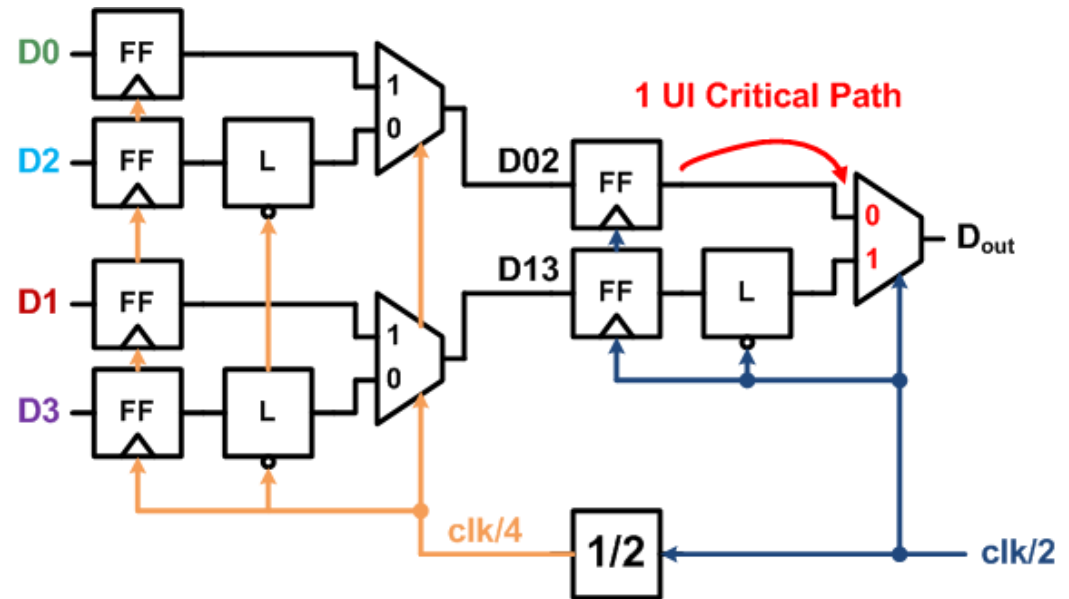 D0
FF
1
0
D2
FF
L
1 UI Critical Path
D02
FF
0
1
Dout
D1
FF
1
0
D13
FF
L
D3
FF
L
clk/4
1/2
clk/2